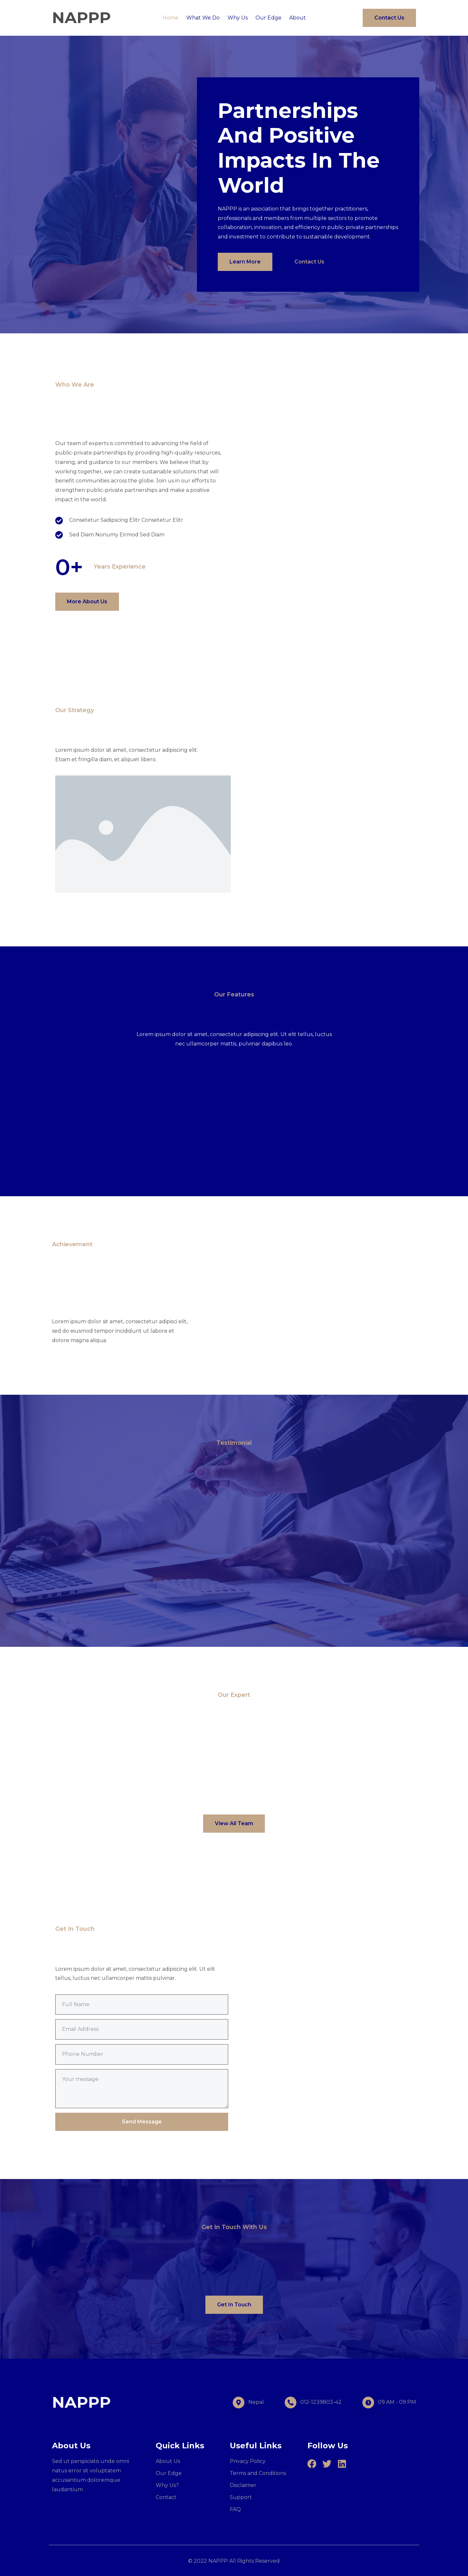 NAPPP
Home
What We Do
Why Us
Our Edge
About
Contact Us
Partnerships
And Positive
Impacts In The
World
NAPPP is an association that brings together practitioners,
professionals and members from multiple sectors to promote
collaboration, innovation, and efficiency in public-private partnerships
and investment to contribute to sustainable development.
Learn More
Contact Us
Who We Are
Our team of experts is committed to advancing the field of
public-private partnerships by providing high-quality resources,
training, and guidance to our members. We believe that by
working together, we can create sustainable solutions that will
benefit communities across the globe. Join us in our efforts to
strengthen public-private partnerships and make a positive
impact in the world.
Consetetur Sadipscing Elitr Consetetur Elitr
Sed Diam Nonumy Eirmod Sed Diam
0+
Years Experience
More About Us
Our Strategy
Lorem ipsum dolor sit amet, consectetur adipiscing elit.
Etiam et fringilla diam, et aliquet libero.
Our Features
Lorem ipsum dolor sit amet, consectetur adipiscing elit. Ut elit tellus, luctus
nec ullamcorper mattis, pulvinar dapibus leo.
Achievement
Lorem ipsum dolor sit amet, consectetur adipisci elit,
sed do eiusmod tempor incididunt ut labore et
dolore magna aliqua.
Testimonial
Our Expert
View All Team
Get In Touch
Lorem ipsum dolor sit amet, consectetur adipiscing elit. Ut elit
tellus, luctus nec ullamcorper mattis pulvinar.
Full Name
Email Address
Phone Number
Your message
Send Message
Get In Touch With Us
Get In Touch
NAPPP
Nepal
012-1239803-42
09 AM - 09 PM
About Us
Sed ut perspiciatis unde omni
natus error sit voluptatem
accusantium doloremque
laudantium
Quick Links
About Us
Our Edge
Why Us?
Contact
Useful Links
Privacy Policy
Terms and Conditions
Disclaimer
Support
FAQ
Follow Us
© 2022 NAPPP All Rights Reserved